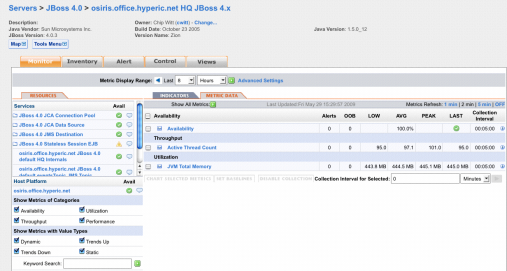 Servers > JBoss 4.0 > osiris.office.hyperic.net HQ JBoss 4.x
Description:
Java Vendor: Sun Microsystems Inc.
JBoss Version: 4.0.3
Owner: Chip Witt (cwitt) - Change...
Build Date: October 23 2005
Version Name: Zion
Java Version: 1.5.0_12
Map Tools Menu
Monitor Inventory Alert Control Views
Metric Display Range: Last 8 Hours Advanced Settings
RESOURCES
INDICATORS METRIC DATA
Services Avail
JBoss 4.0 JCA Connection Pool
JBoss 4.0 JCA Data Source
JBoss 4.0 JMS Destination
JBoss 4.0 Stateless Session EJB
osiris.office.hyperic.net JBoss 4.0
default HQ Internals
osiris.office.hyperic.net JBoss 4.0
Host Platform Avail
osiris.office.hyperic.net
Show Metrics of Categories
Availability Utilization
Throughput Performance
Show Metrics with Value Types
Dynamic Trends Up
Trends Down Static
Keyword Search:
Show All Metrics: Last Updated: Fri May 29 15:29:57 2009 Metrics Refresh: 1 min | 2 min | 5 min | OFF
Availability Alerts OOB LOW AVG PEAK LAST Collection Interval
Availability 0 0 100.0% 00:05:00
Throughput
Active Thread Count 0 0 95.0 97.1 101.0 95.0 00:05:00
Utilization
JVM Total Memory 0 0 443.8 MB 444.5 MB 445.1 MB 445.0 MB 00:05:00
CHART SELECTED METRICS SET BASELINES DISABLE COLLECTION Collection Interval for Selected: 0 Minutes